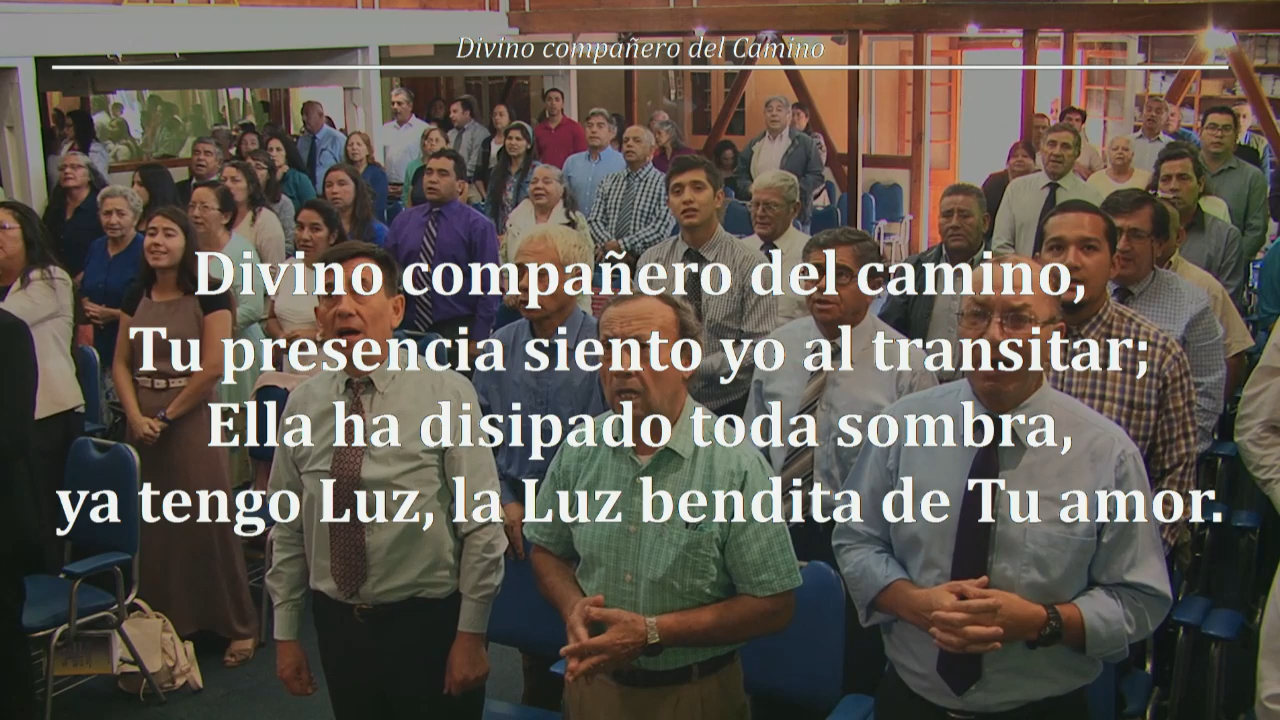 Divino compañero del Camino
Divino compañero del camino,
Tu presencia siento yo al transitar;
Ella ha disipado toda sombra,
ya tengo Luz, la Luz bendita de Tu amor.